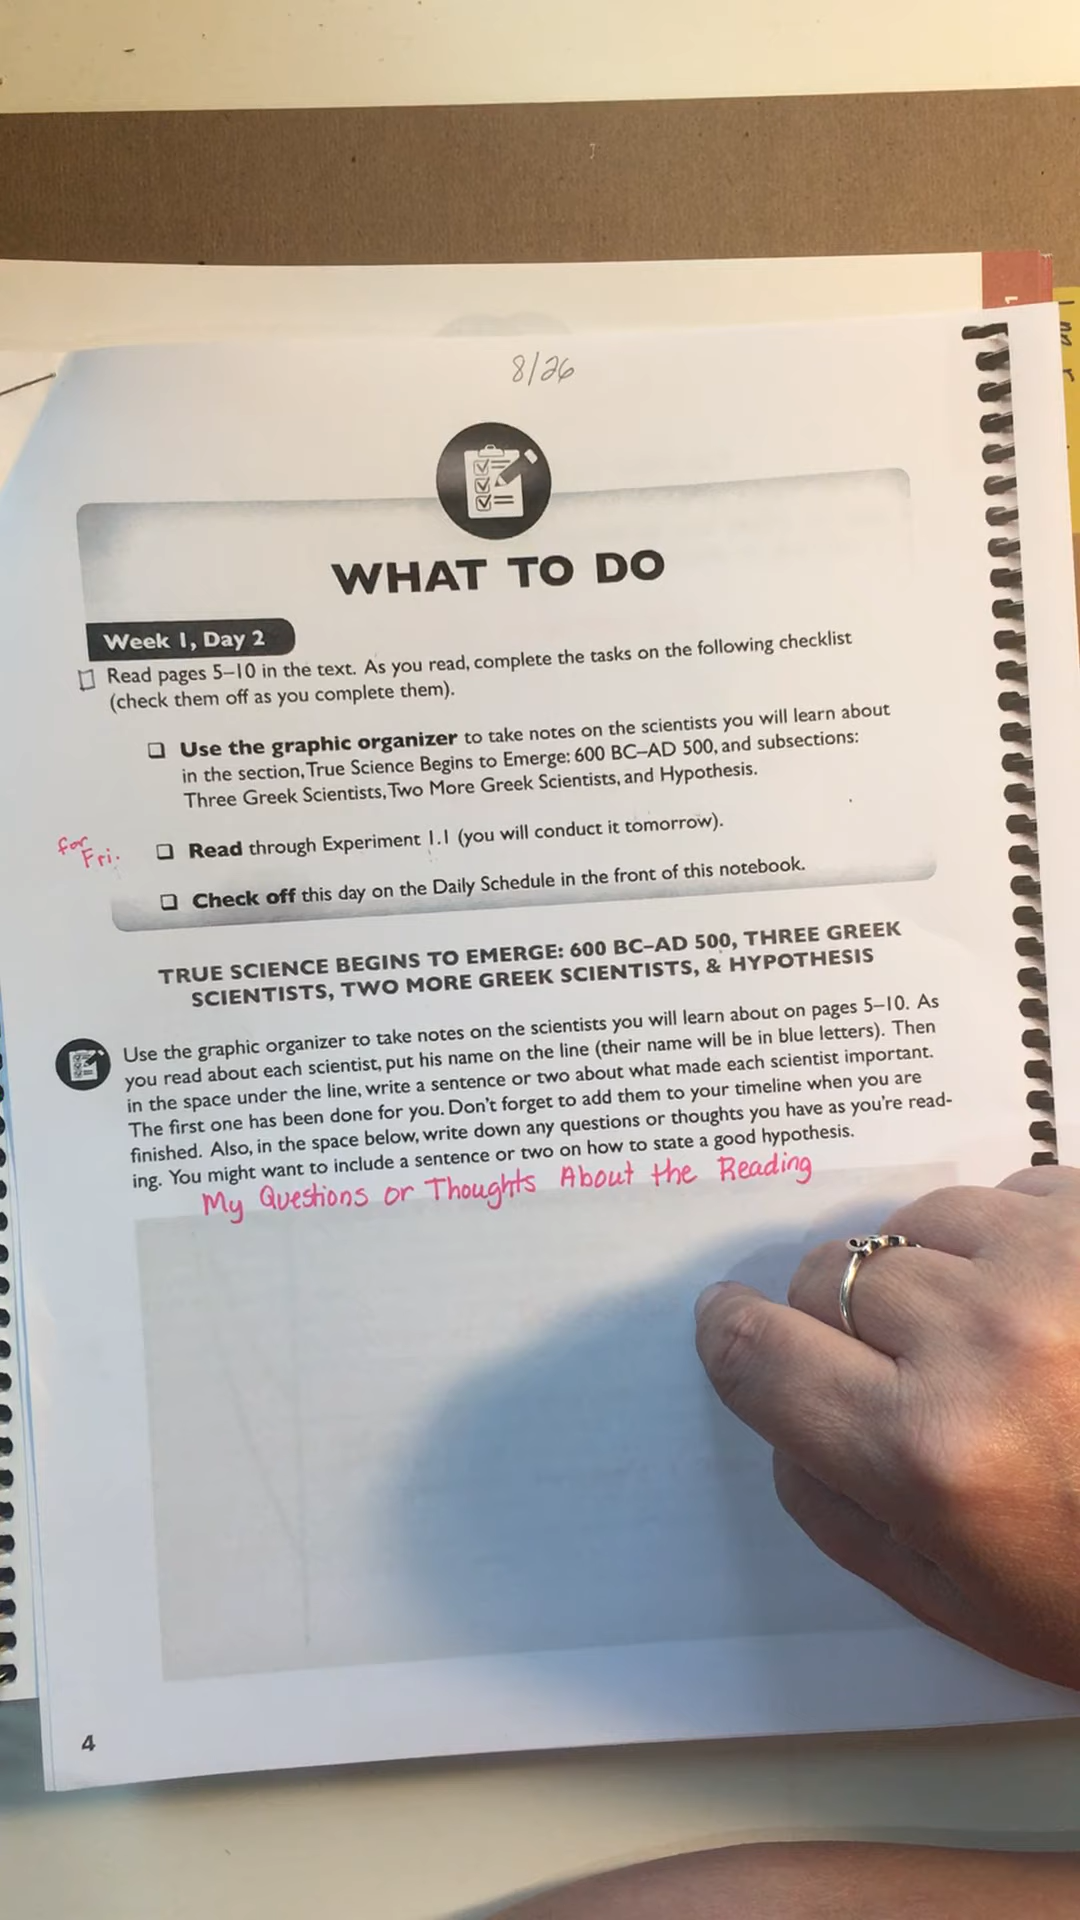 8/26
WHAT TO DO
Week 1, Day 2
Read pages 5–10 in the text. As you read, complete the tasks on the following checklist
(check them off as you complete them).
Use the graphic organizer to take notes on the scientists you will learn about
in the section, True Science Begins to Emerge: 600 BC–AD 500, and subsections:
Three Greek Scientists, Two More Greek Scientists, and Hypothesis.
for
Fri.
Read through Experiment 1.1 (you will conduct it tomorrow).
Check off this day on the Daily Schedule in the front of this notebook.
TRUE SCIENCE BEGINS TO EMERGE: 600 BC–AD 500, THREE GREEK
SCIENTISTS, TWO MORE GREEK SCIENTISTS, & HYPOTHESIS
Use the graphic organizer to take notes on the scientists you will learn about on pages 5–10. As
you read about each scientist, put his name on the line (their name will be in blue letters). Then
in the space under the line, write a sentence or two about what made each scientist important.
The first one has been done for you. Don't forget to add them to your timeline when you are
finished. Also, in the space below, write down any questions or thoughts you have as you're read-
ing. You might want to include a sentence or two on how to state a good hypothesis.
My Questions or Thoughts About the Reading
4